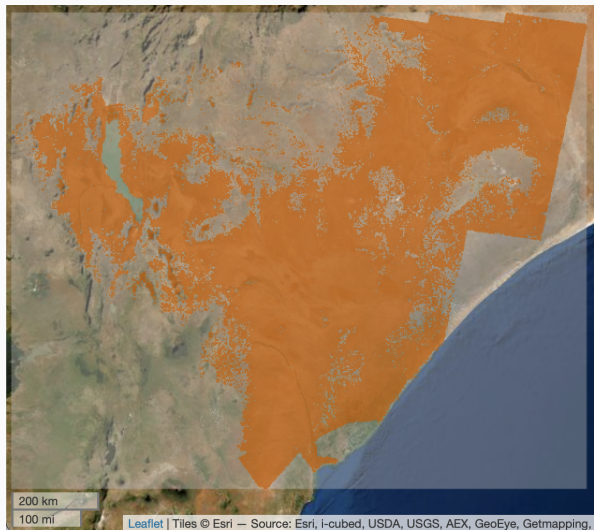 200 km
100 mi
Leaflet | Tiles © Esri — Source: Esri, i-cubed, USDA, USGS, AEX, GeoEye, Getmapping,